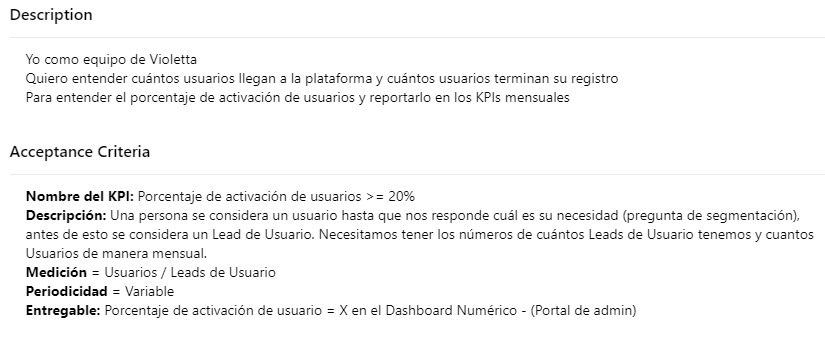 Description
Yo como equipo de Violetta
Quiero entender cuántos usuarios llegan a la plataforma y cuántos usuarios terminan su registro
Para entender el porcentaje de activación de usuarios y reportarlo en los KPIs mensuales
Acceptance Criteria
Nombre del KPI: Porcentaje de activación de usuarios >= 20%
Descripción: Una persona se considera un usuario hasta que nos responde cuál es su necesidad (pregunta de segmentación),
antes de esto se considera un Lead de Usuario. Necesitamos tener los números de cuántos Leads de Usuario tenemos y cuantos
Usuarios de manera mensual.
Medición = Usuarios / Leads de Usuario
Periodicidad = Variable
Entregable: Porcentaje de activación de usuario = X en el Dashboard Numérico - (Portal de admin)